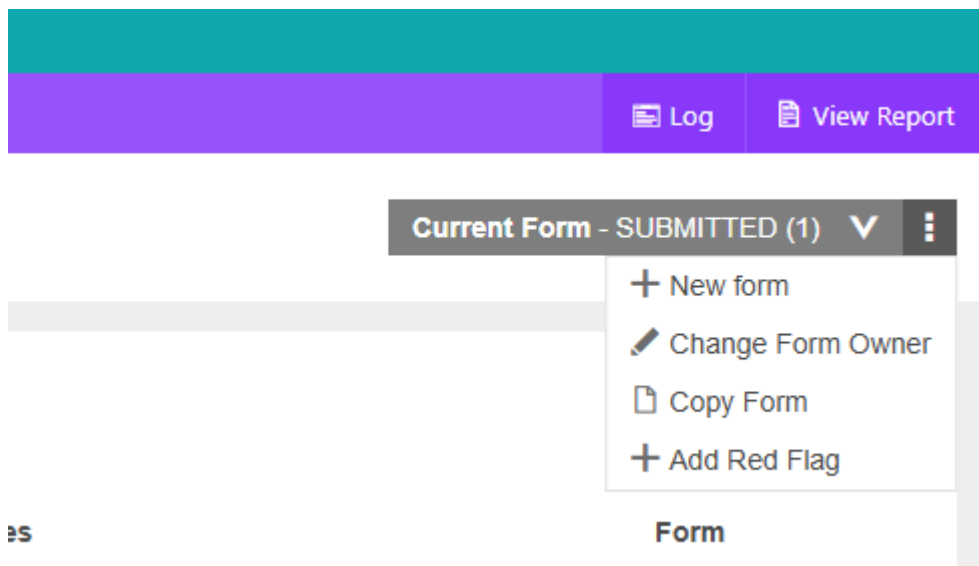 Log View Report
Current Form - SUBMITTED (1)
New form
Change Form Owner
Copy Form
Add Red Flag
es Form